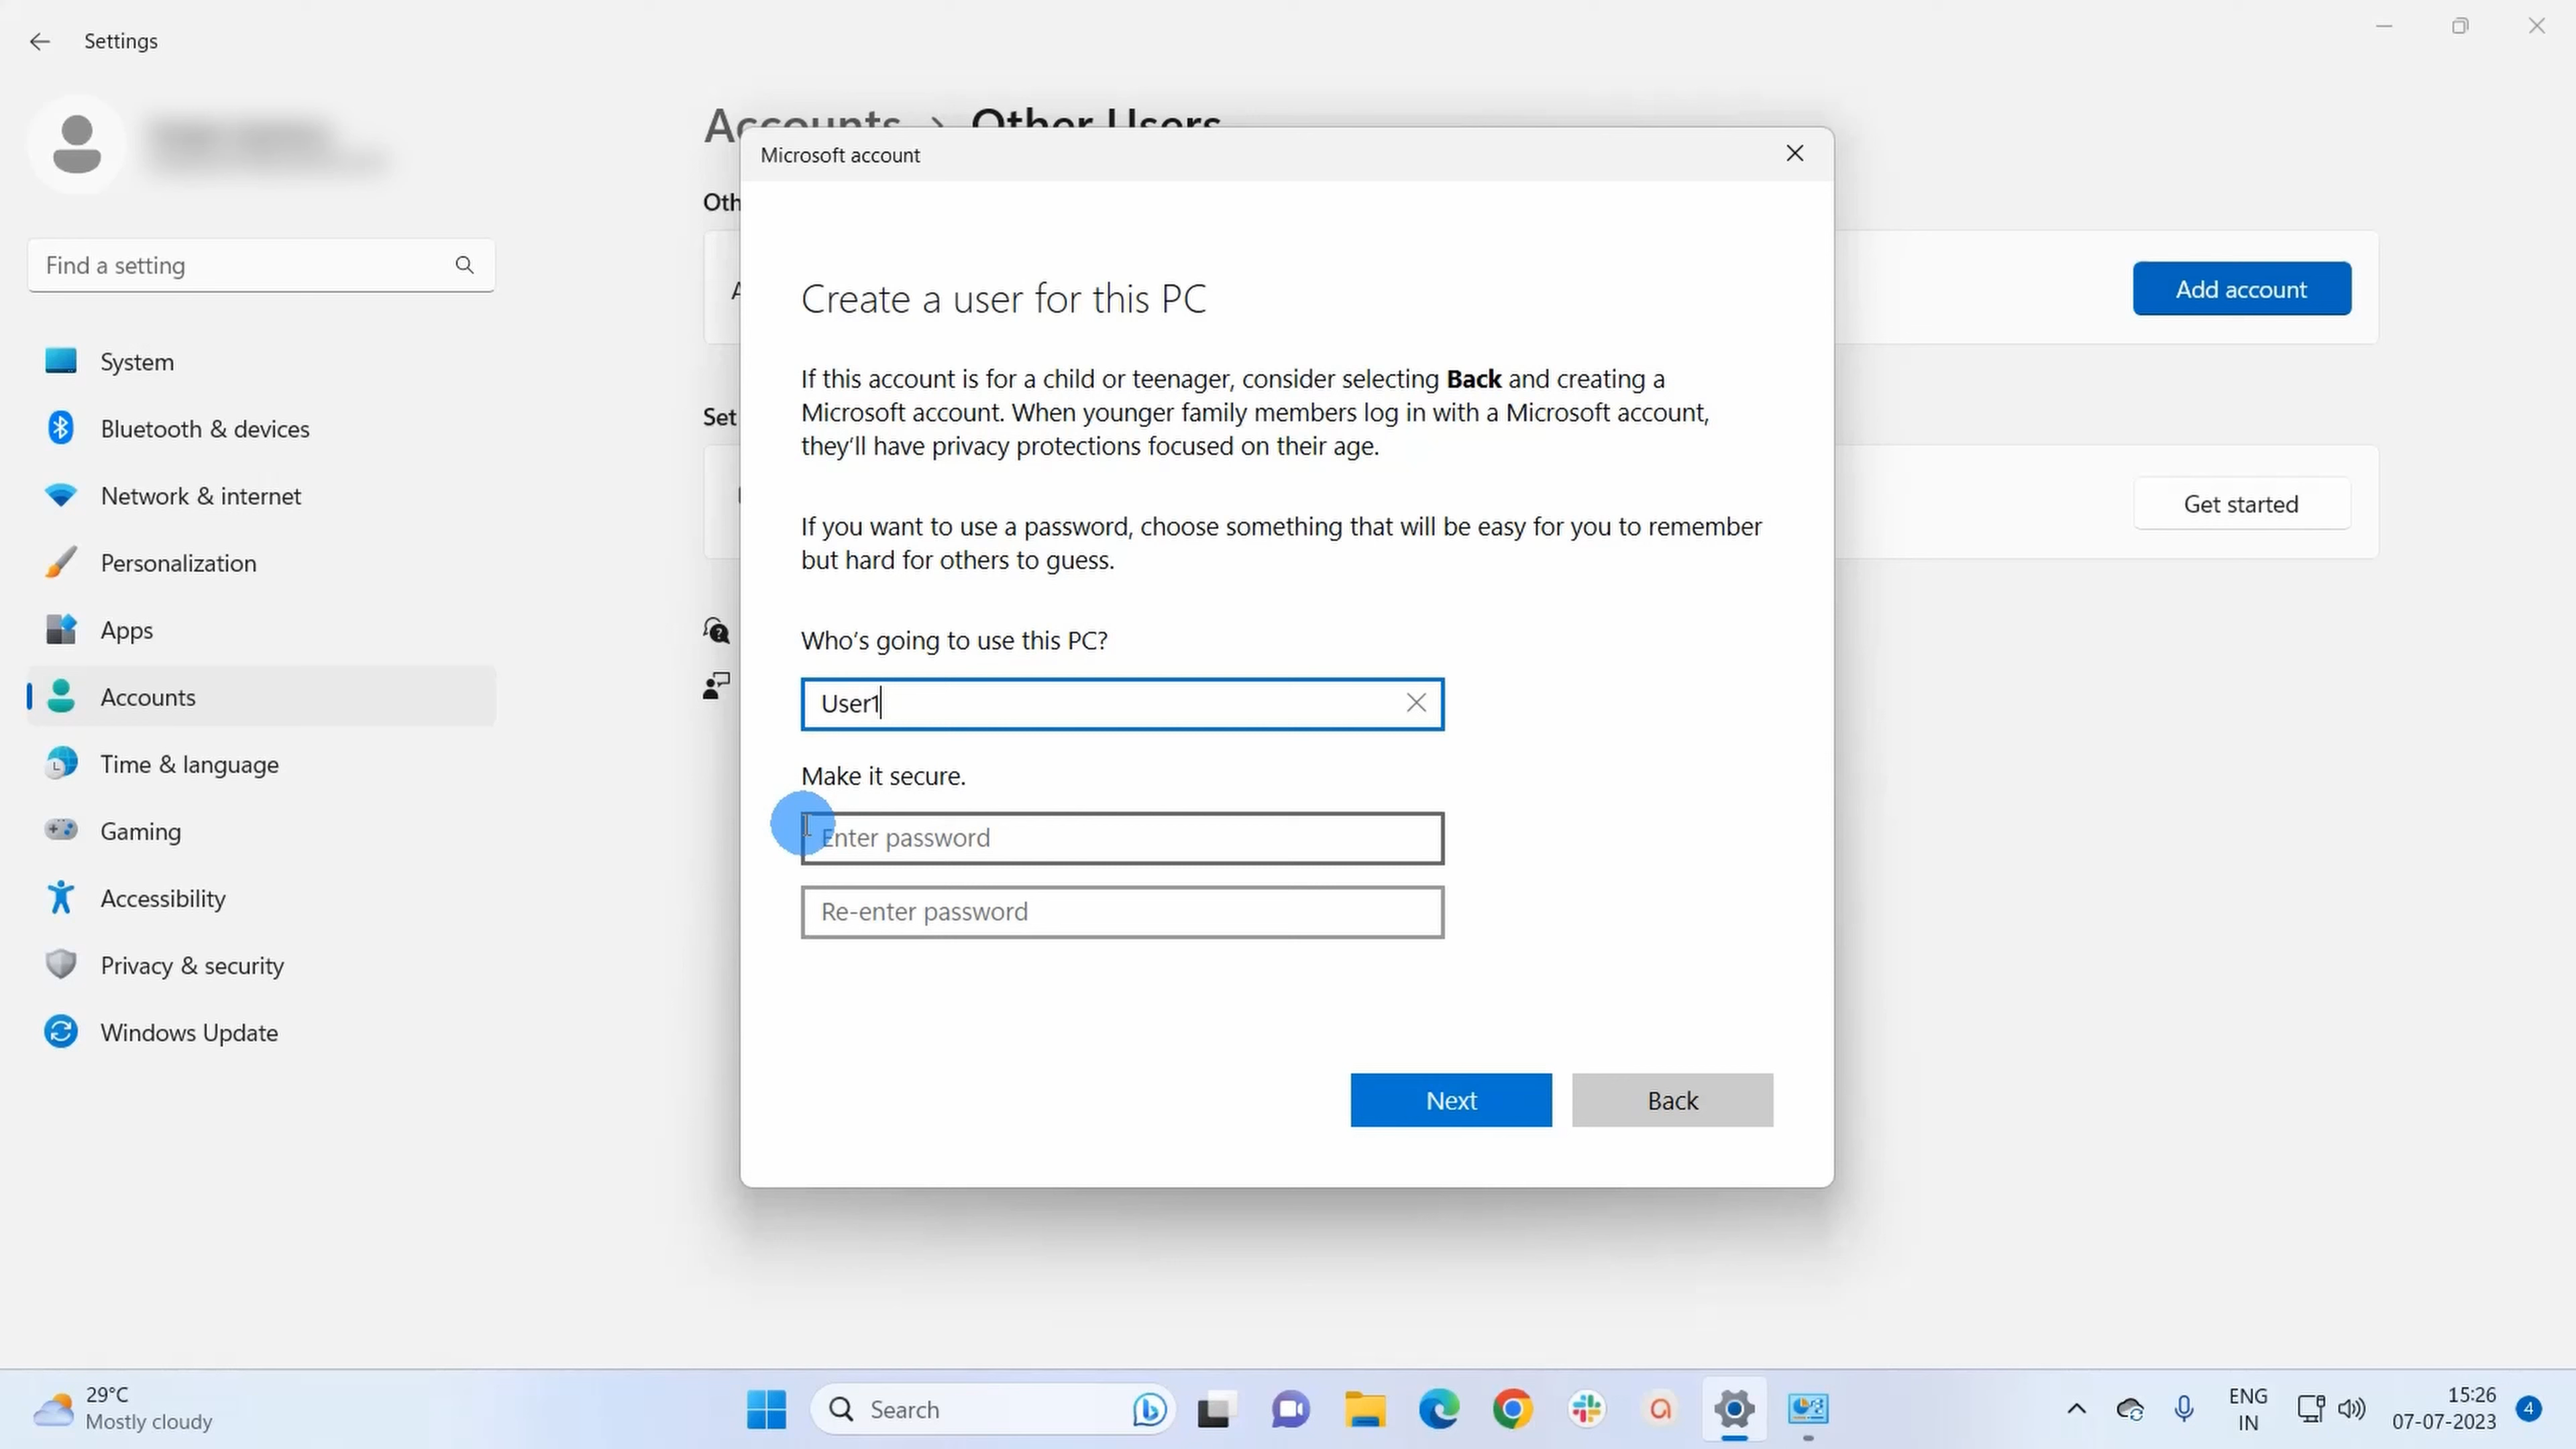 Settings
Find a setting
System
Bluetooth & devices
Network & internet
Personalization
Apps
Accounts
Time & language
Gaming
Accessibility
Privacy & security
Windows Update
Accounts > Other Users
Oth
A
Add account
Set
Get started
Microsoft account
Create a user for this PC
If this account is for a child or teenager, consider selecting Back and creating a
Microsoft account. When younger family members log in with a Microsoft account,
they'll have privacy protections focused on their age.
If you want to use a password, choose something that will be easy for you to remember
but hard for others to guess.
Who's going to use this PC?
User1
Make it secure.
Enter password
Re-enter password
Next
Back
29°C
Mostly cloudy
Search
ENG
IN
15:26
07-07-2023
4